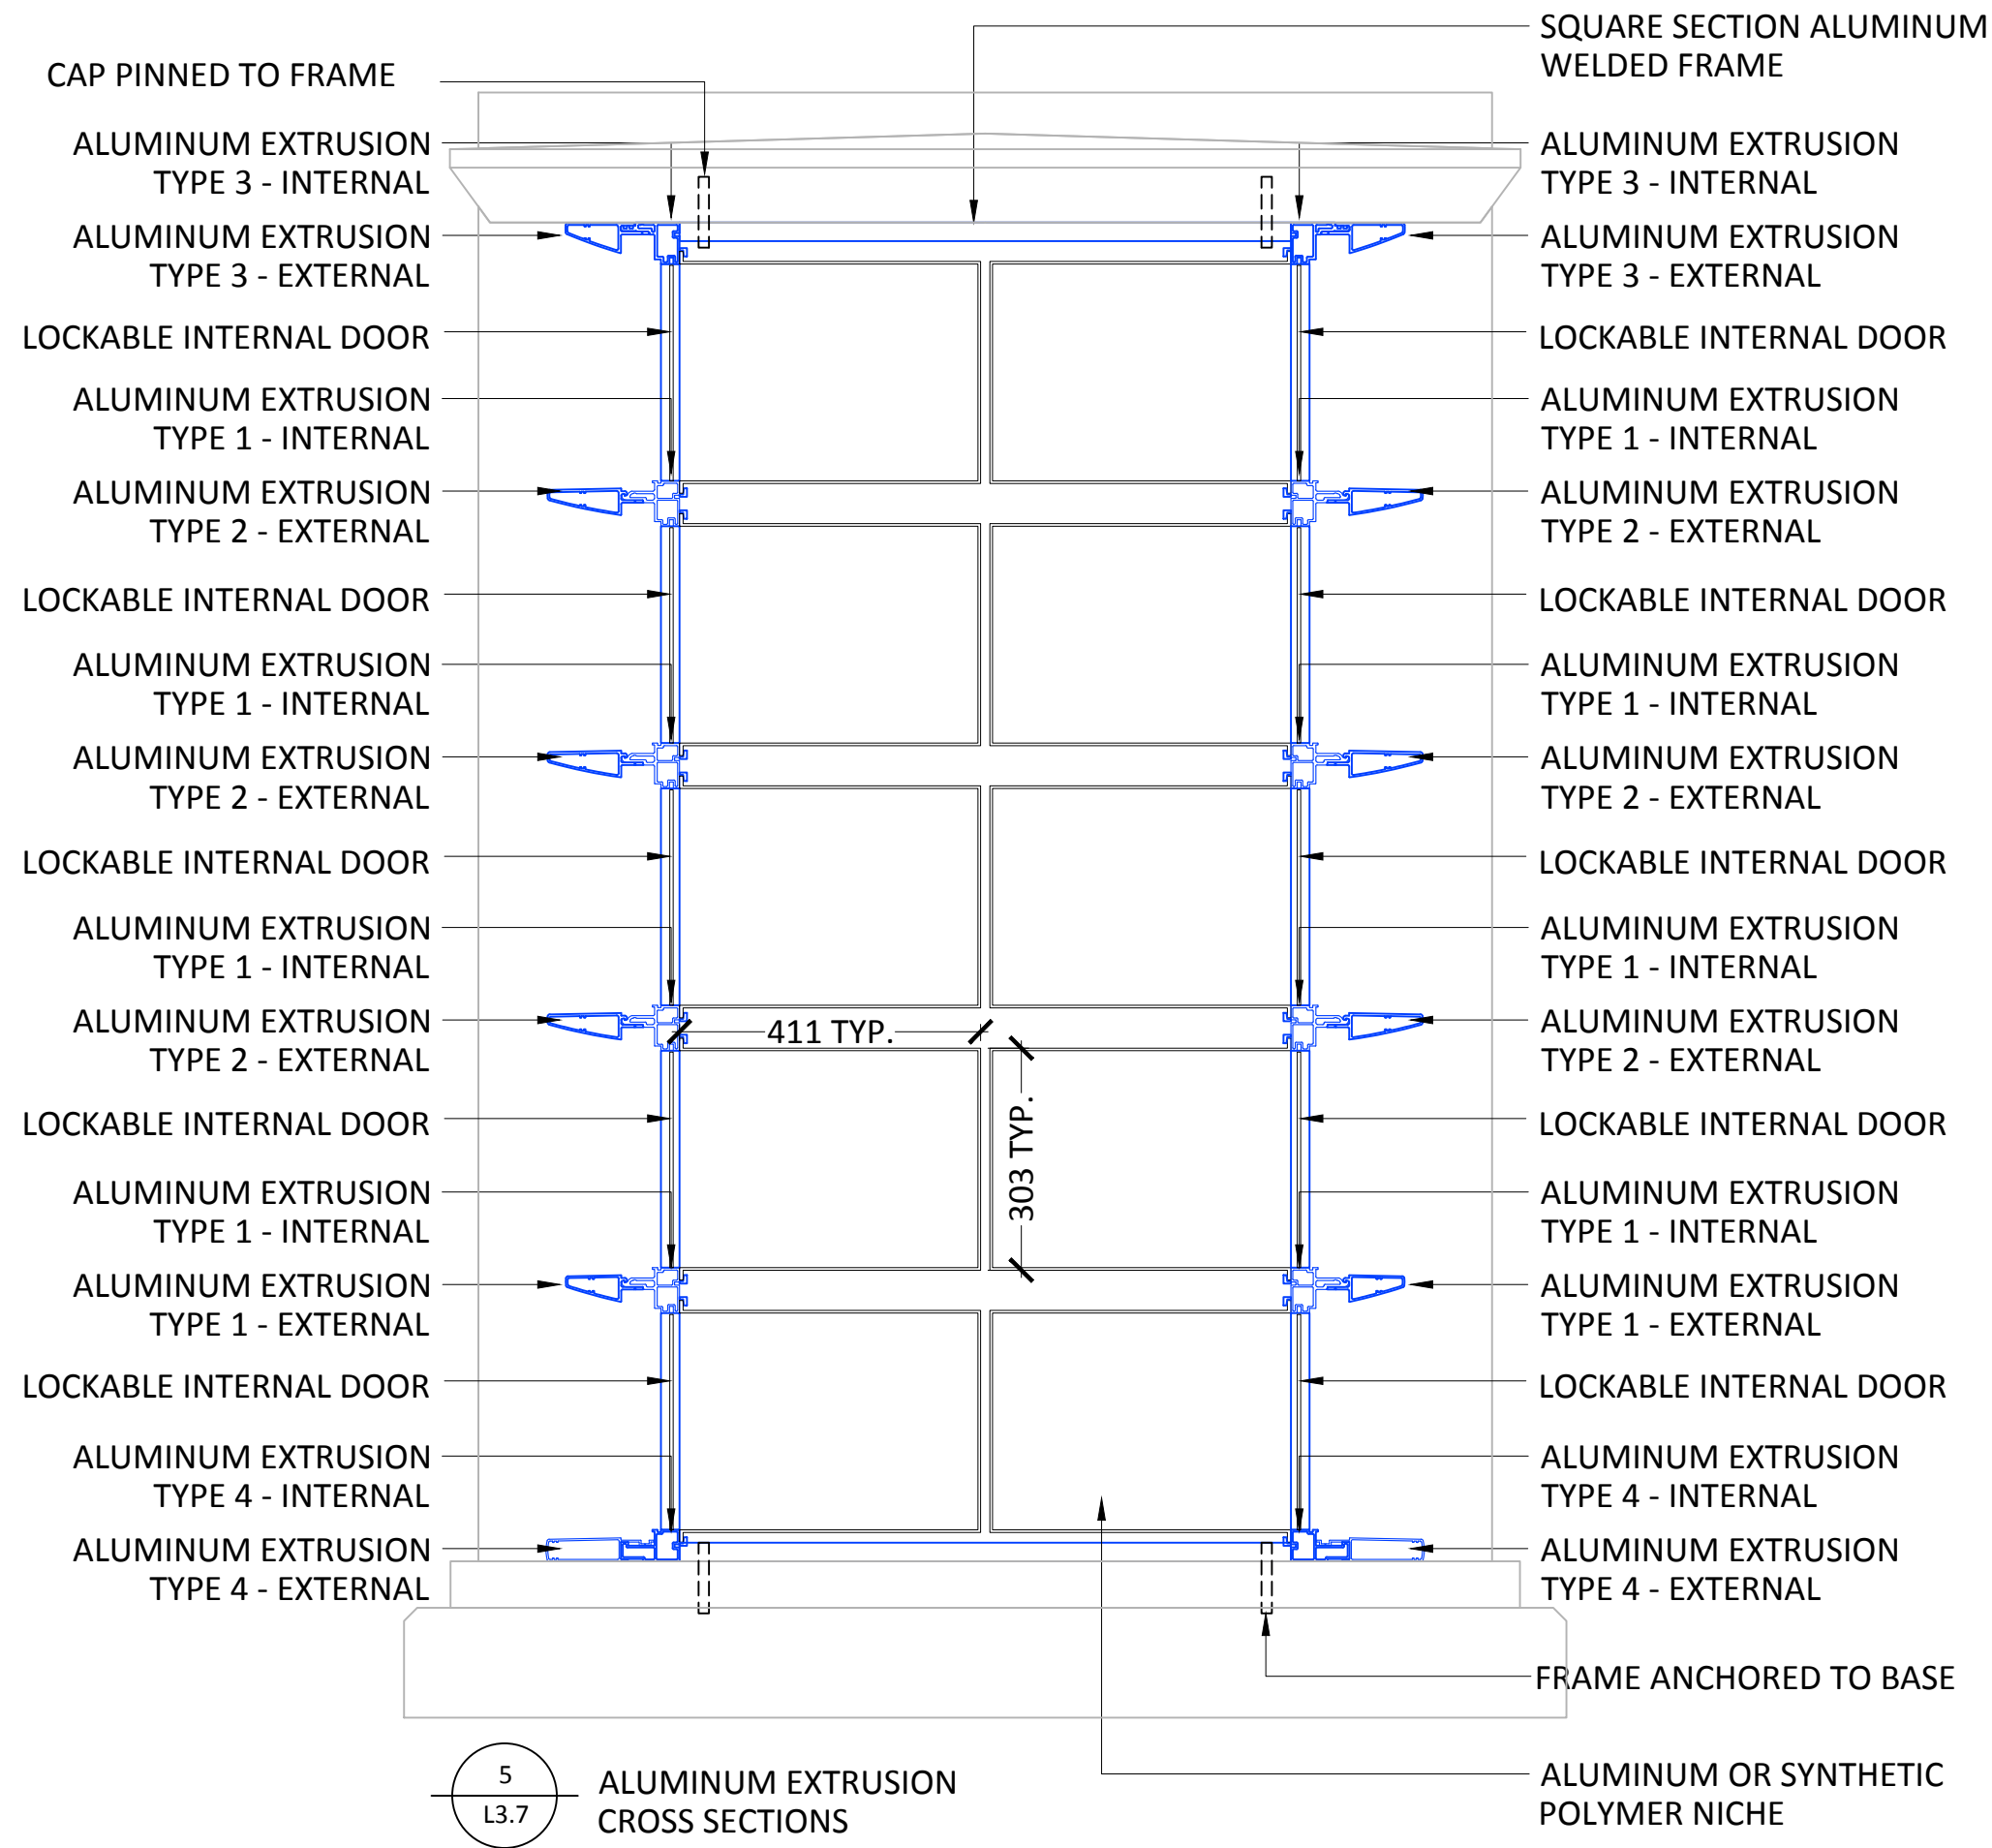 SQUARE SECTION ALUMINUM
WELDED FRAME
CAP PINNED TO FRAME
ALUMINUM EXTRUSION
TYPE 3 - INTERNAL
ALUMINUM EXTRUSION
TYPE 3 - EXTERNAL
LOCKABLE INTERNAL DOOR
ALUMINUM EXTRUSION
TYPE 1 - INTERNAL
ALUMINUM EXTRUSION
TYPE 2 - EXTERNAL
LOCKABLE INTERNAL DOOR
ALUMINUM EXTRUSION
TYPE 1 - INTERNAL
ALUMINUM EXTRUSION
TYPE 2 - EXTERNAL
LOCKABLE INTERNAL DOOR
ALUMINUM EXTRUSION
TYPE 1 - INTERNAL
ALUMINUM EXTRUSION
TYPE 2 - EXTERNAL
LOCKABLE INTERNAL DOOR
ALUMINUM EXTRUSION
TYPE 1 - INTERNAL
ALUMINUM EXTRUSION
TYPE 1 - EXTERNAL
LOCKABLE INTERNAL DOOR
ALUMINUM EXTRUSION
TYPE 4 - INTERNAL
ALUMINUM EXTRUSION
TYPE 4 - EXTERNAL
411 TYP.
303 TYP.
ALUMINUM EXTRUSION
TYPE 3 - INTERNAL
ALUMINUM EXTRUSION
TYPE 3 - EXTERNAL
LOCKABLE INTERNAL DOOR
ALUMINUM EXTRUSION
TYPE 1 - INTERNAL
ALUMINUM EXTRUSION
TYPE 2 - EXTERNAL
LOCKABLE INTERNAL DOOR
ALUMINUM EXTRUSION
TYPE 1 - INTERNAL
ALUMINUM EXTRUSION
TYPE 2 - EXTERNAL
LOCKABLE INTERNAL DOOR
ALUMINUM EXTRUSION
TYPE 1 - INTERNAL
ALUMINUM EXTRUSION
TYPE 2 - EXTERNAL
LOCKABLE INTERNAL DOOR
ALUMINUM EXTRUSION
TYPE 1 - INTERNAL
ALUMINUM EXTRUSION
TYPE 1 - EXTERNAL
LOCKABLE INTERNAL DOOR
ALUMINUM EXTRUSION
TYPE 4 - INTERNAL
ALUMINUM EXTRUSION
TYPE 4 - EXTERNAL
FRAME ANCHORED TO BASE
ALUMINUM OR SYNTHETIC
POLYMER NICHE
5
L3.7
ALUMINUM EXTRUSION
CROSS SECTIONS